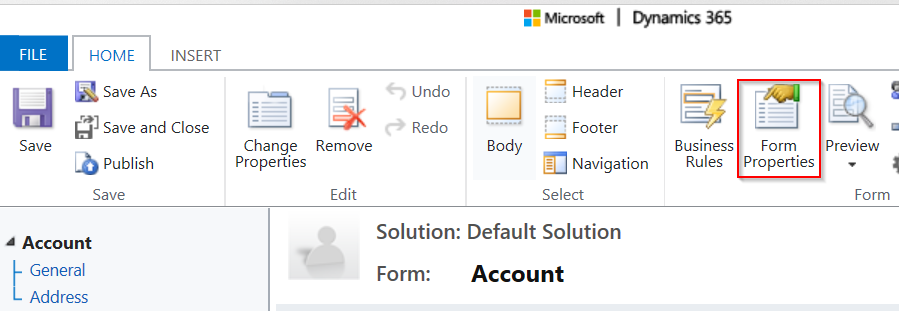 Microsoft | Dynamics 365
FILE HOME INSERT
Save
Save As
Save and Close
Publish
Save
Change Properties
Remove
Undo
Redo
Edit
Body
Header
Footer
Navigation
Select
Business Rules
Form Properties
Preview
Form
Account
General
Address
Solution: Default Solution
Form: Account